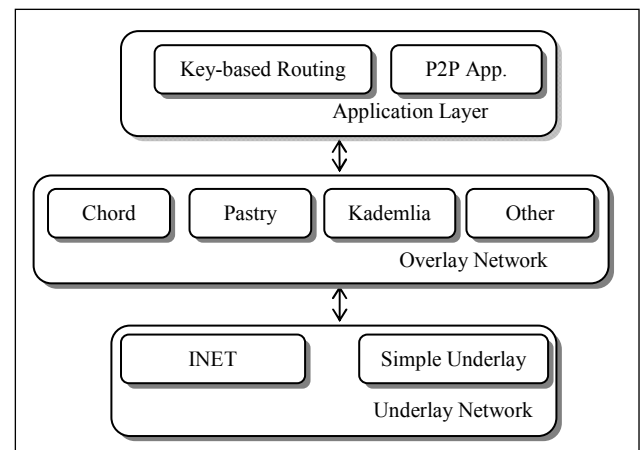 Key-based Routing
P2P App.
Application Layer
Chord
Pastry
Kademlia
Other
Overlay Network
INET
Simple Underlay
Underlay Network